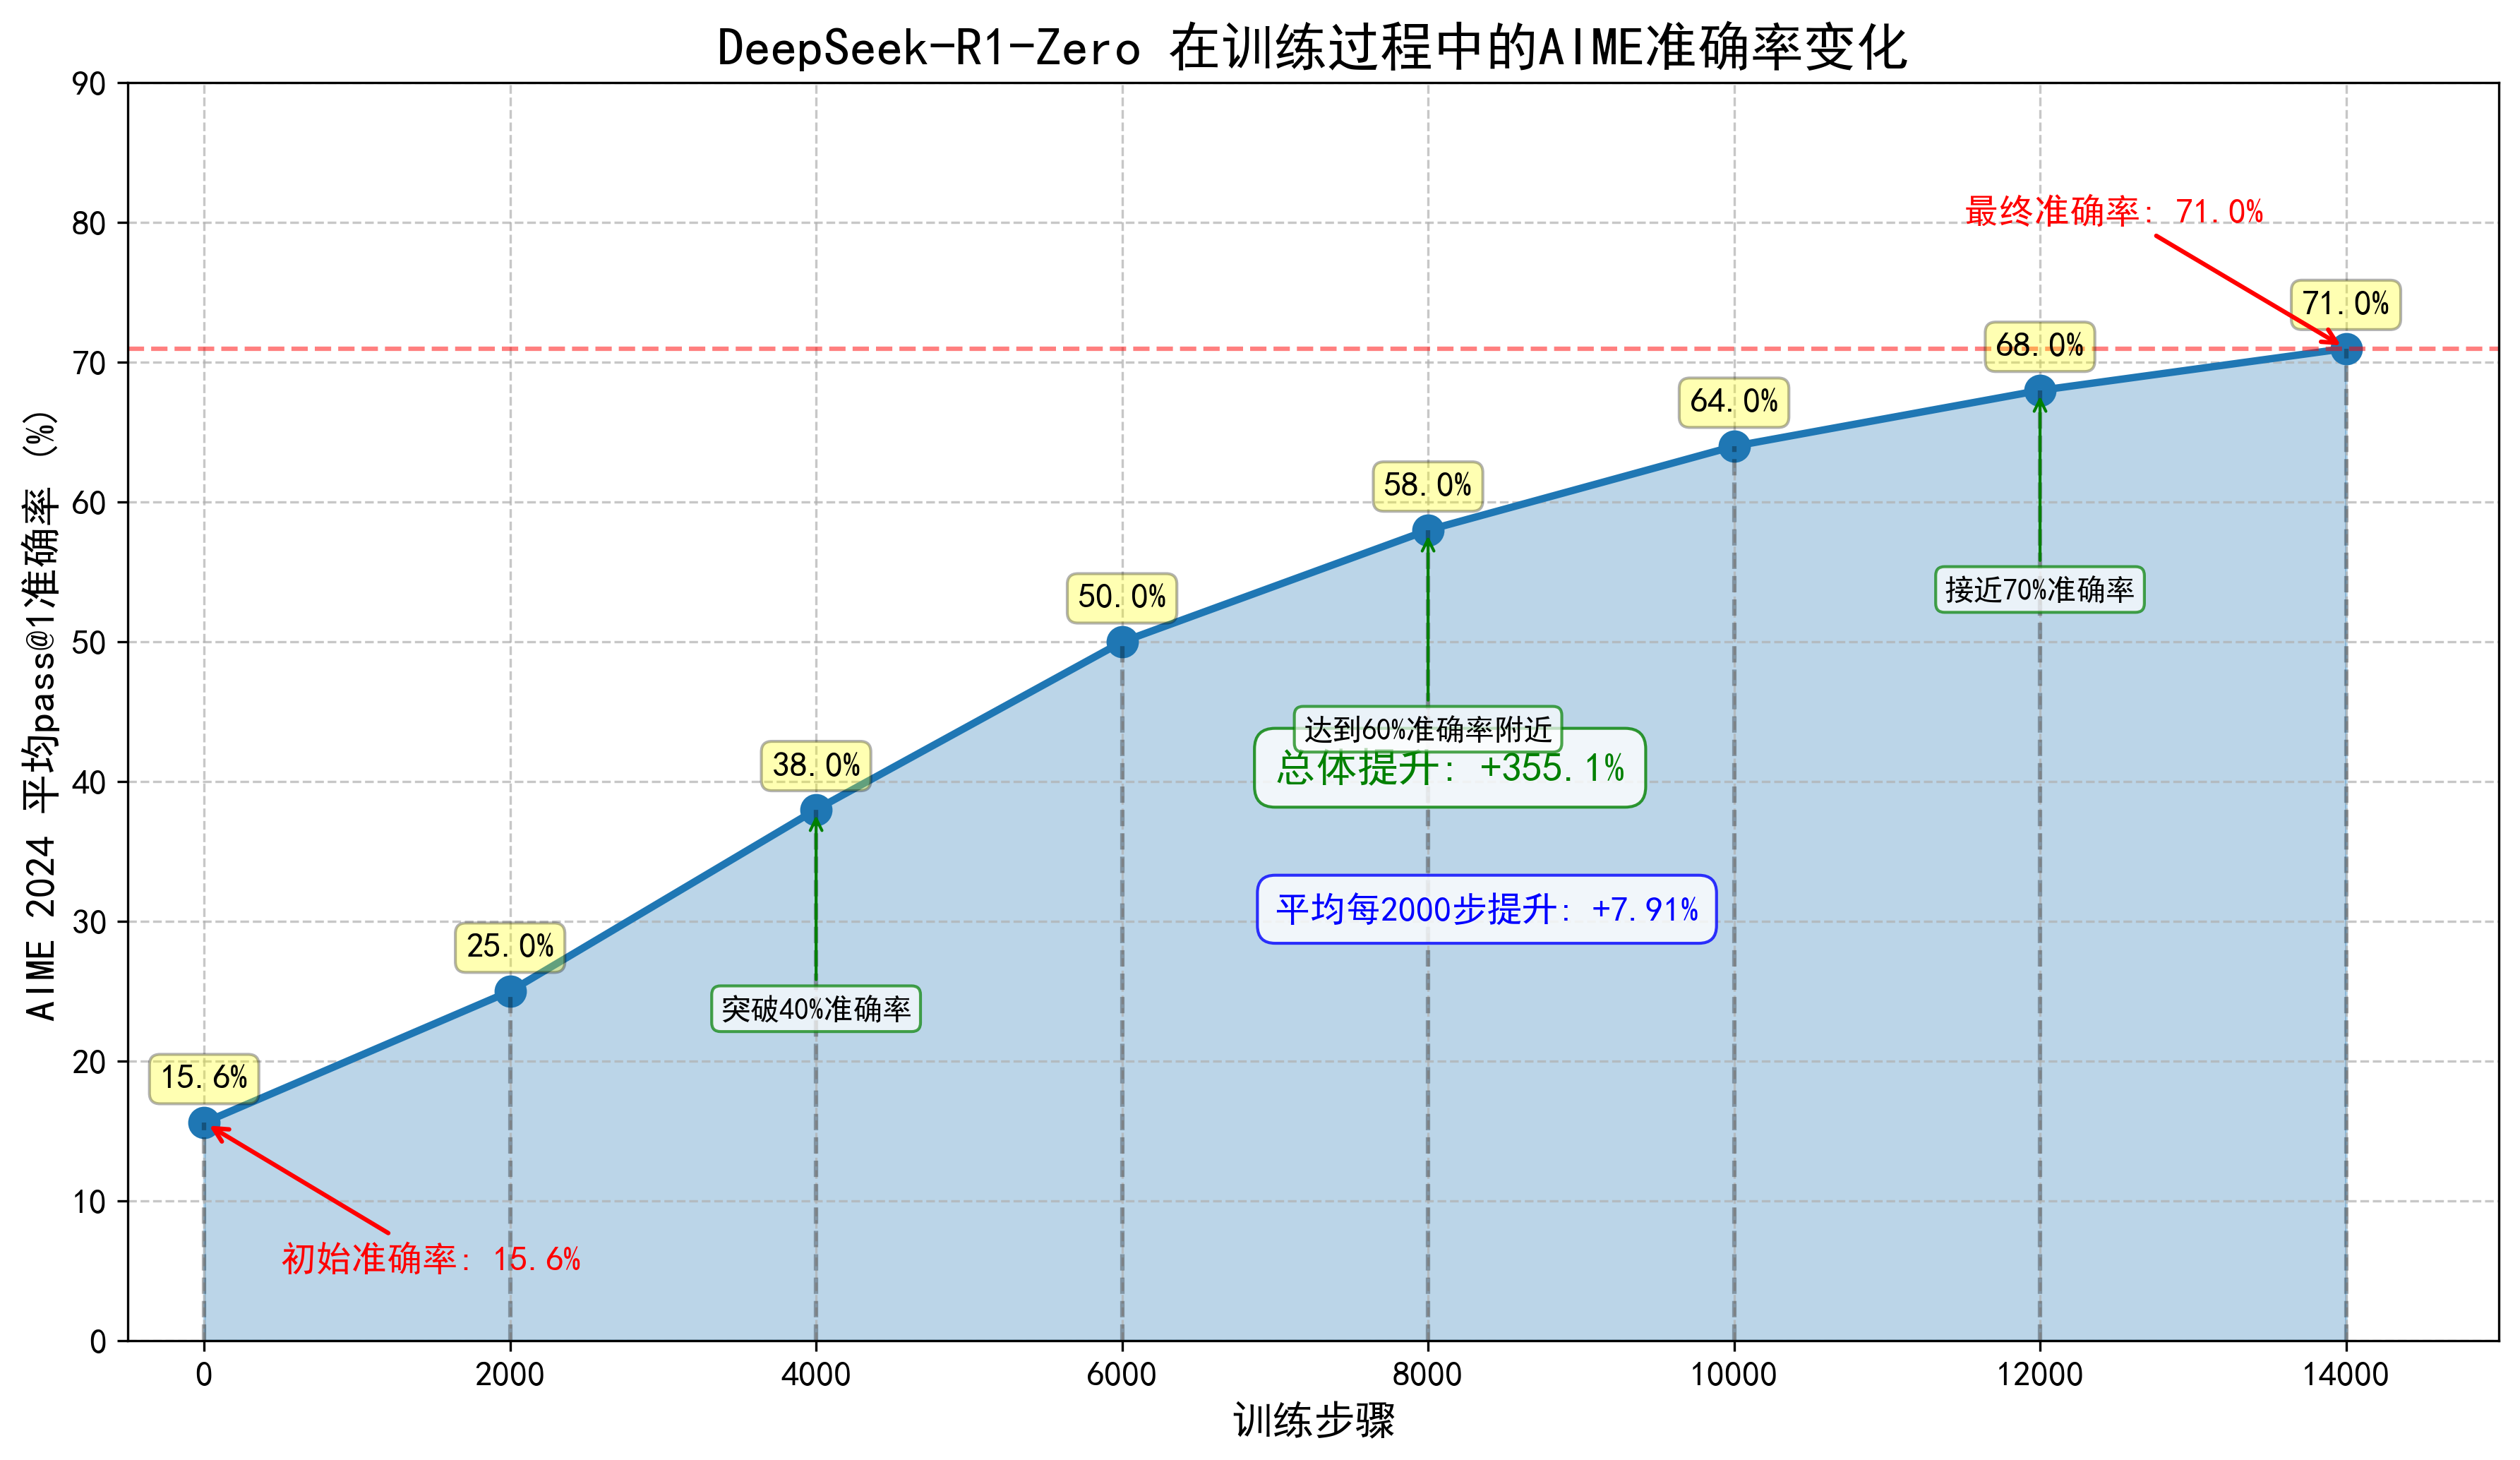 DeepSeek-R1-Zero 在训练过程中的AIME准确率变化
AIME 2024 平均pass@1准确率 (%)
90
80
70
60
50
40
30
20
10
0
最终准确率: 71.0%
71.0%
68.0%
64.0%
58.0%
接近70%准确率
50.0%
达到60%准确率附近
38.0%
总体提升: +355.1%
平均每2000步提升: +7.91%
25.0%
突破40%准确率
15.6%
初始准确率: 15.6%
0
2000
4000
6000
8000
10000
12000
14000
训练步骤